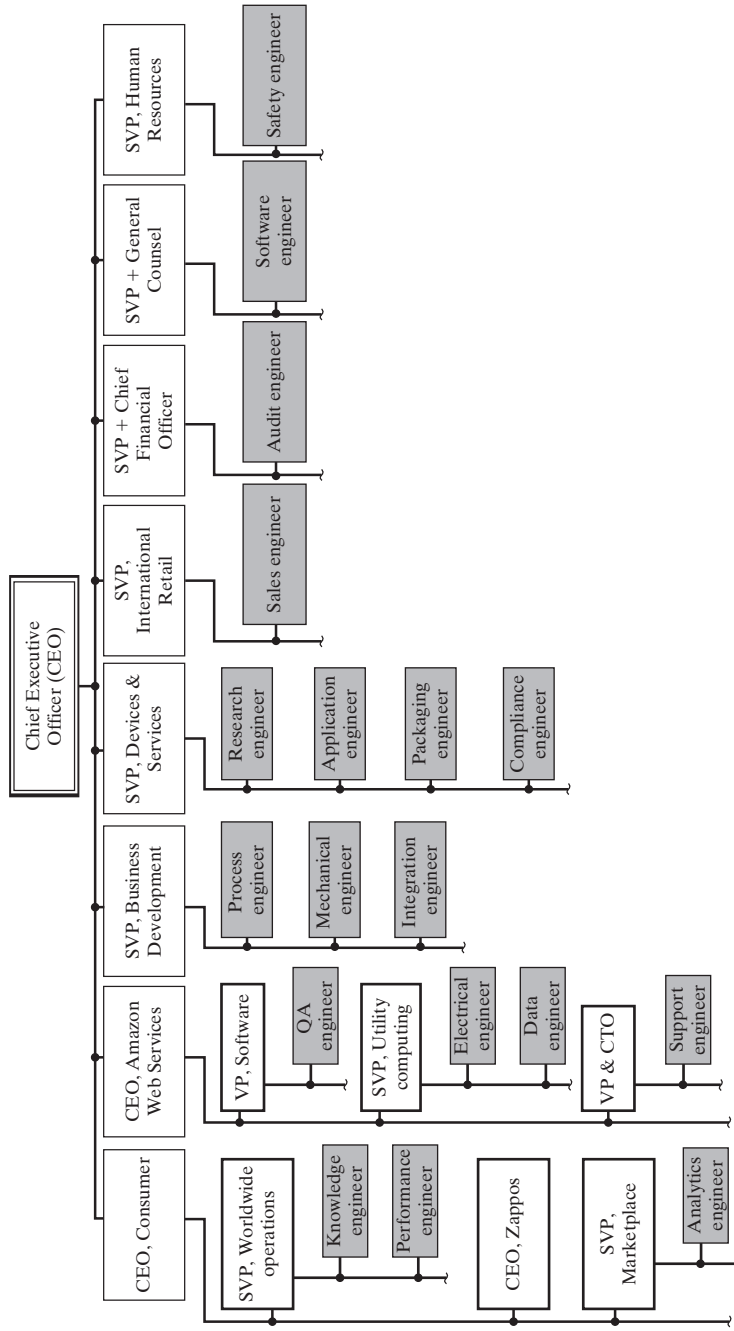 Chief Executive
Officer (CEO)
CEO, Consumer
CEO, Amazon
Web Services
SVP, Business
Development
SVP, Devices &
Services
SVP,
International
Retail
SVP + Chief
Financial
Officer
SVP + General
Counsel
SVP, Human
Resources
SVP, Worldwide
operations
Knowledge
engineer
Performance
engineer
CEO, Zappos
SVP,
Marketplace
Analytics
engineer
VP, Software
QA
engineer
SVP, Utility
computing
Electrical
engineer
Data
engineer
VP & CTO
Support
engineer
Process
engineer
Mechanical
engineer
Integration
engineer
Research
engineer
Application
engineer
Packaging
engineer
Compliance
engineer
Sales engineer
Audit engineer
Software
engineer
Safety engineer